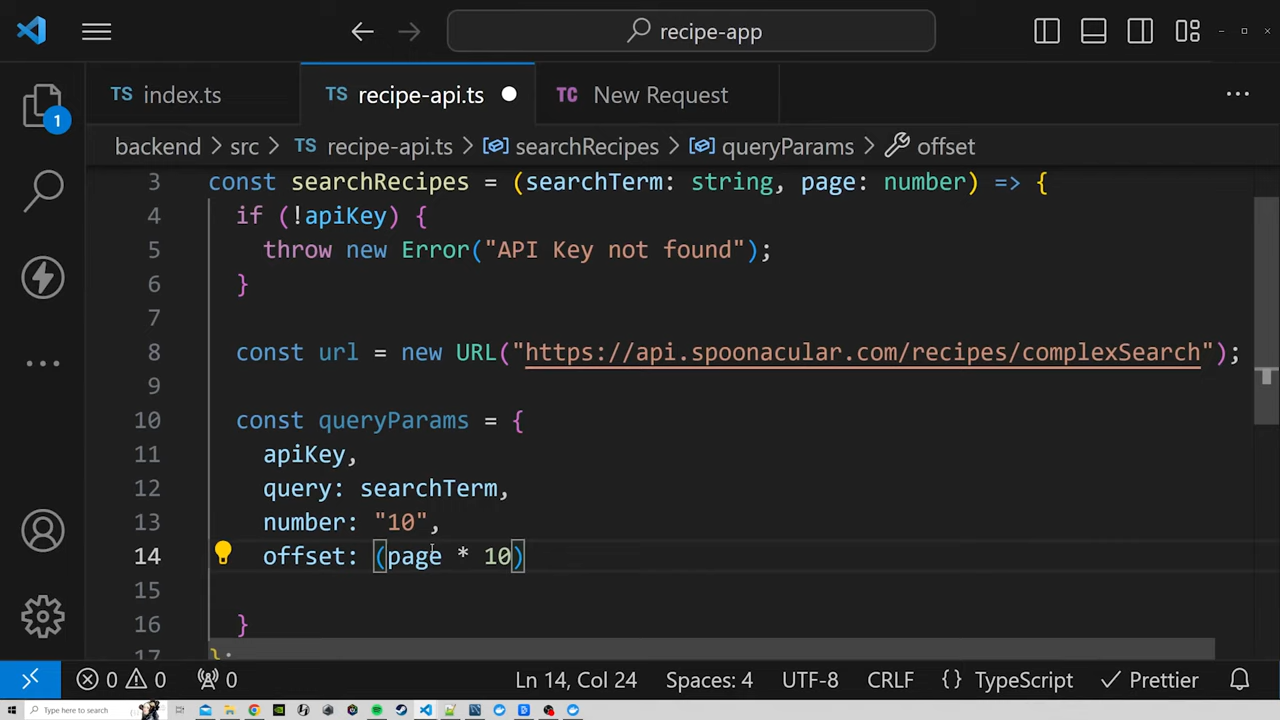 recipe-app
TS index.ts
TS recipe-api.ts
TC New Request
backend > src > TS recipe-api.ts > searchRecipes > queryParams > offset
1
3 const searchRecipes = (searchTerm: string, page: number) => {
4 if (!apiKey) {
5 throw new Error("API Key not found");
6 }
7
8 const url = new URL("https://api.spoonacular.com/recipes/complexSearch");
9
10 const queryParams = {
11 apiKey,
12 query: searchTerm,
13 number: "10",
14 offset: (page * 10)
15
16 }
17 };
0 0 0 Ln 14, Col 24 Spaces: 4 UTF-8 CRLF {} TypeScript Prettier
Type here to search